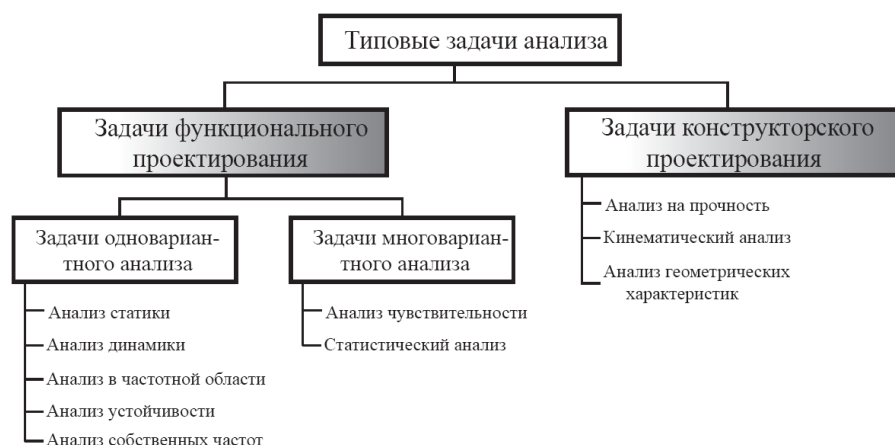 Типовые задачи анализа
Задачи функционального
проектирования
Задачи конструкторского
проектирования
Задачи одновариан-
тного анализа
Анализ статики
Анализ динамики
Анализ в частотной области
Анализ устойчивости
Анализ собственных частот
Задачи многовариан-
тного анализа
Анализ чувствительности
Статистический анализ
Анализ на прочность
Кинематический анализ
Анализ геометрических
характеристик